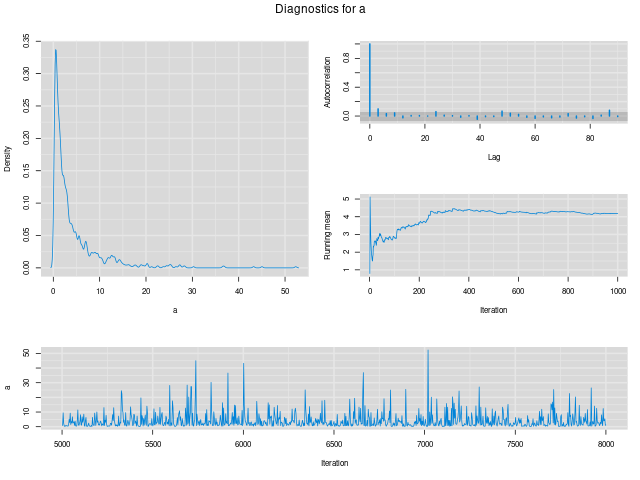 Diagnostics for a
Density
0.00 0.05 0.10 0.15 0.20 0.25 0.30 0.35
0 10 20 30 40 50
a
Autocorrelation
0.0 0.4 0.8
0 20 40 60 80
Lag
Running mean
1 2 3 4 5
0 200 400 600 800 1000
Iteration
a
0 10 30 50
5000 5500 6000 6500 7000 7500 8000
Iteration